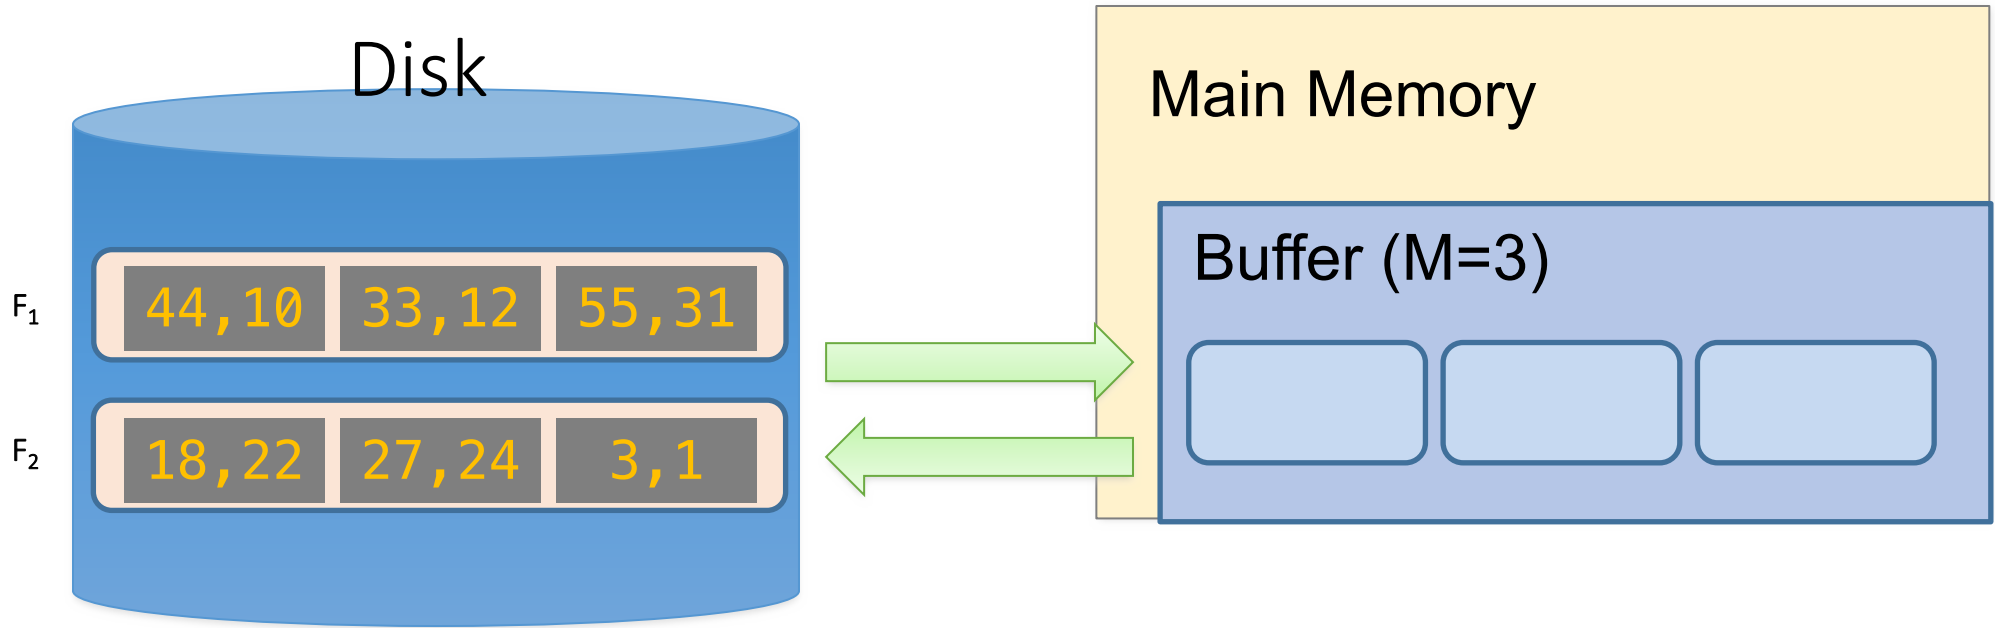 Disk
Main Memory
Buffer (M=3)
F1
44,10 33,12 55,31
F2
18,22 27,24 3,1